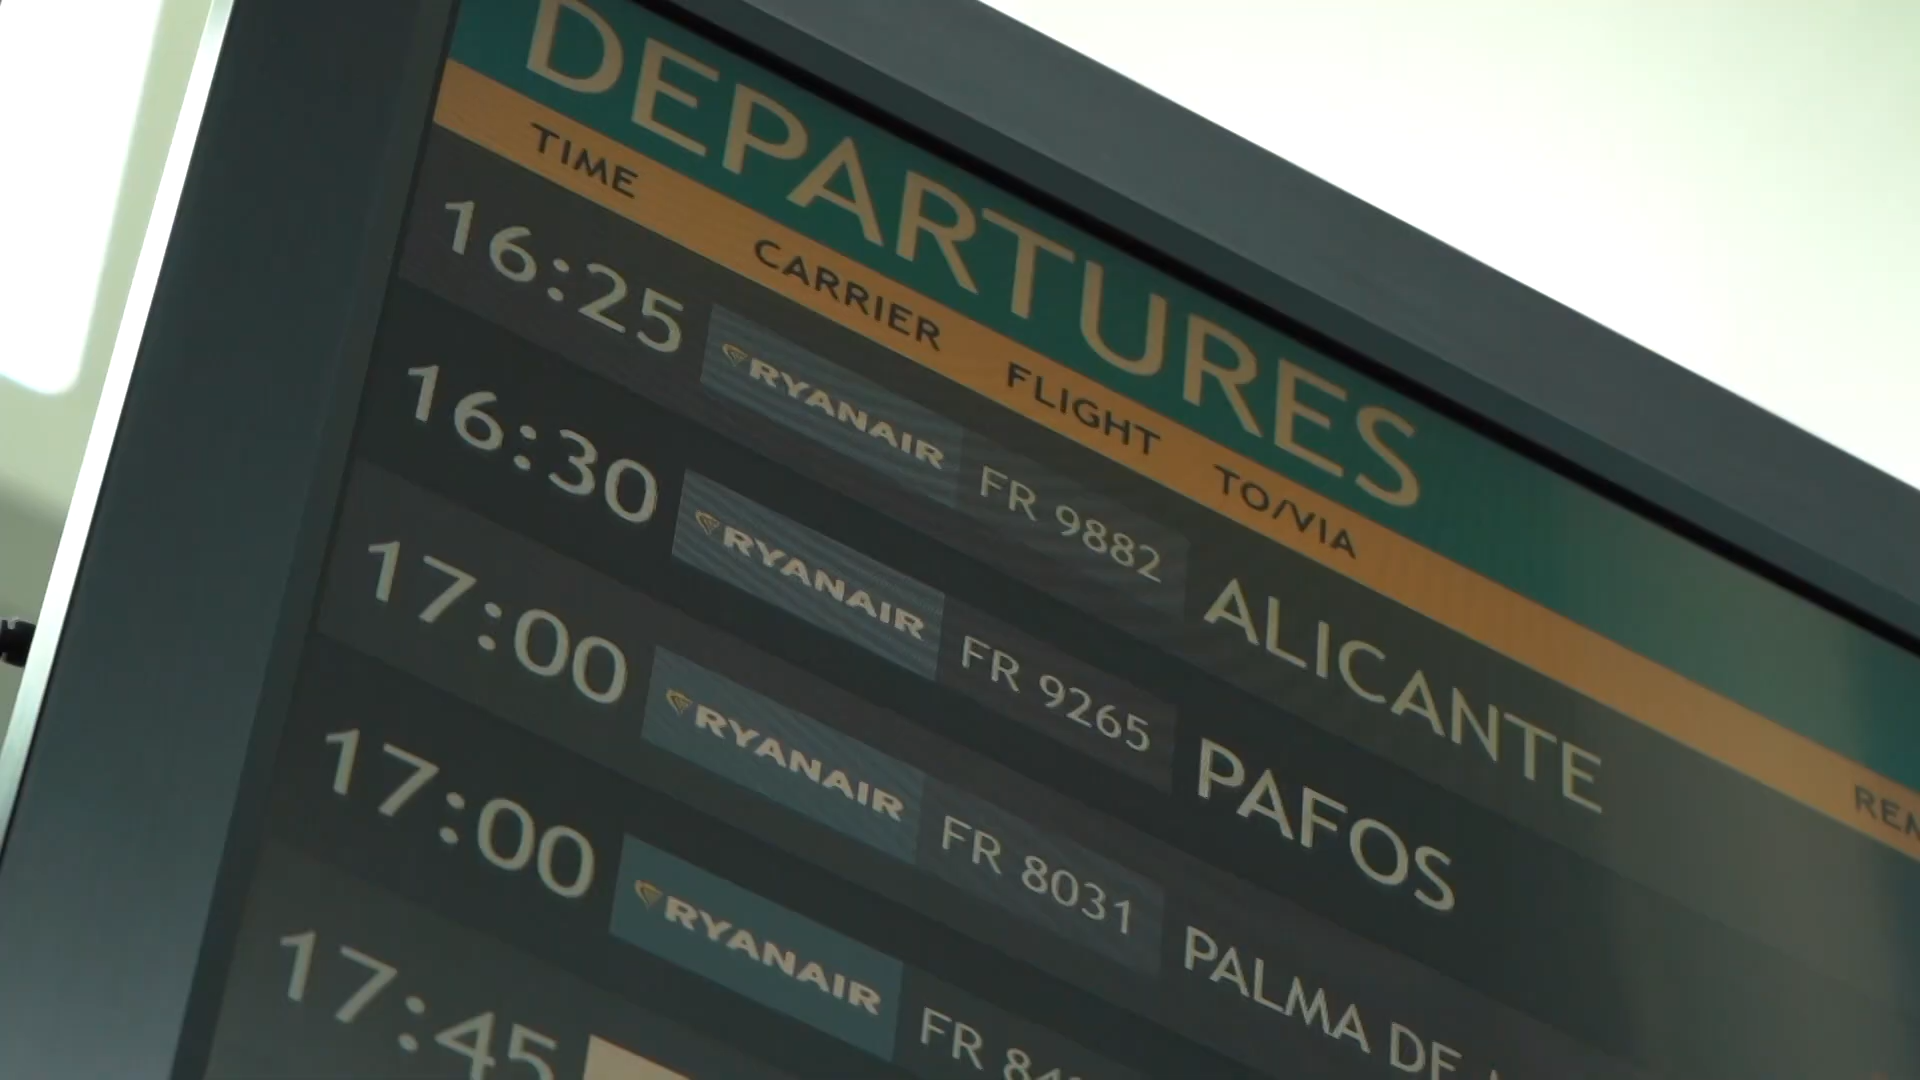 DEPARTURES
TIME CARRIER FLIGHT TO/VIA
16:25 RYANAIR FR 9882 ALICANTE
16:30 RYANAIR FR 9265 PAFOS
17:00 RYANAIR FR 8031 PALMA DE
17:00 RYANAIR FR
17:45